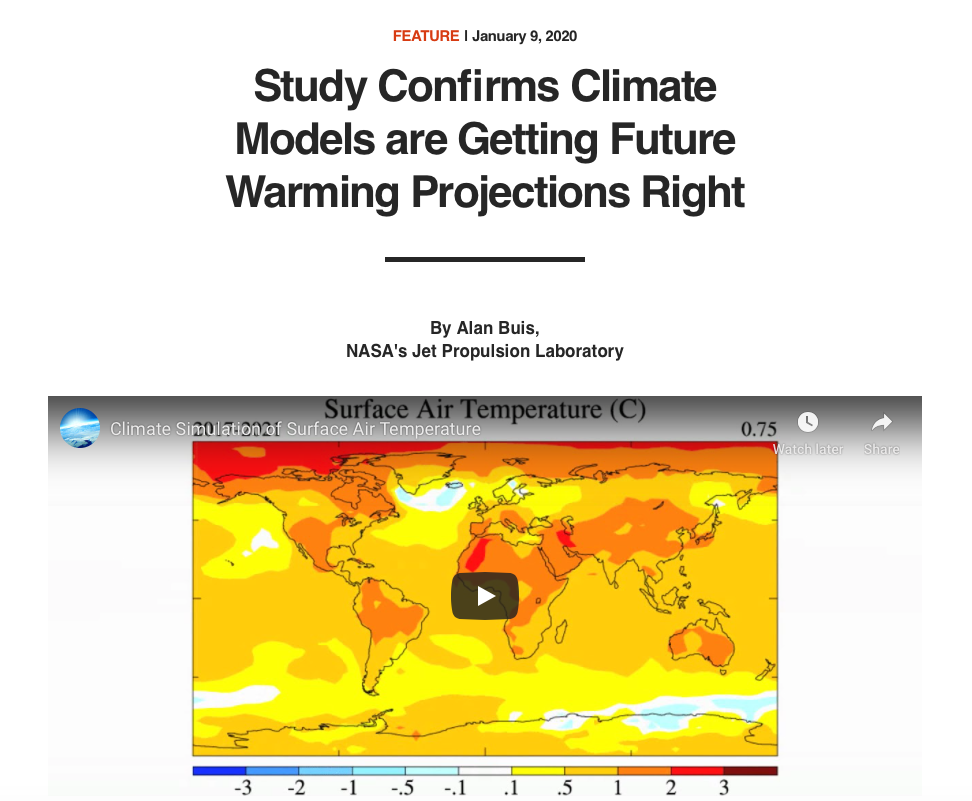 FEATURE | January 9, 2020
Study Confirms Climate
Models are Getting Future
Warming Projections Right
By Alan Buis,
NASA's Jet Propulsion Laboratory
Surface Air Temperature (C)
Climate Simulation of Surface Air Temperature
2017-2021
0.75
Watch later
Share
-3 -2 -1 -.5 -.1 .1 .5 1 2 3